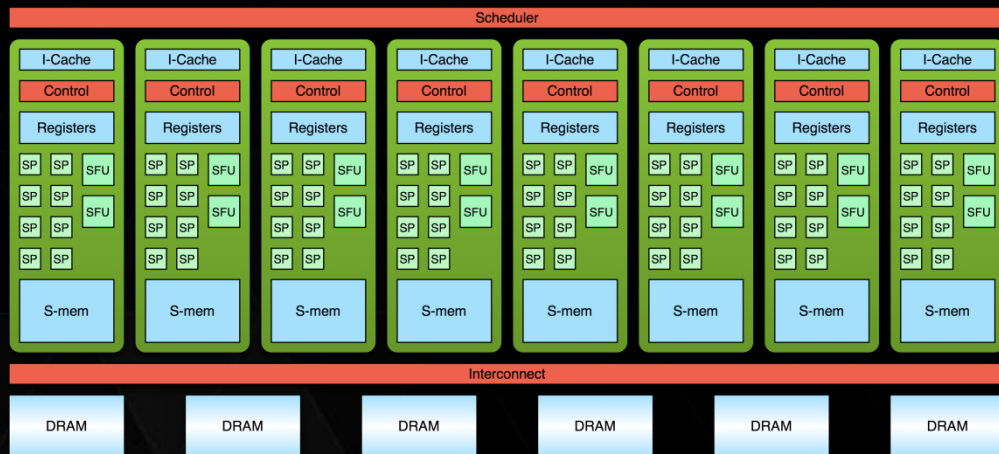 Scheduler
I-Cache I-Cache I-Cache I-Cache I-Cache I-Cache I-Cache I-Cache
Control Control Control Control Control Control Control Control
Registers Registers Registers Registers Registers Registers Registers Registers
SP SP SFU SP SP SFU SP SP SFU SP SP SFU SP SP SFU SP SP SFU SP SP SFU SP SP SFU
SP SP SFU SP SP SFU SP SP SFU SP SP SFU SP SP SFU SP SP SFU SP SP SFU SP SP SFU
SP SP SP SP SP SP SP SP SP SP SP SP SP SP SP SP
SP SP SP SP SP SP SP SP SP SP SP SP SP SP SP SP
S-mem S-mem S-mem S-mem S-mem S-mem S-mem S-mem
Interconnect
DRAM DRAM DRAM DRAM DRAM DRAM